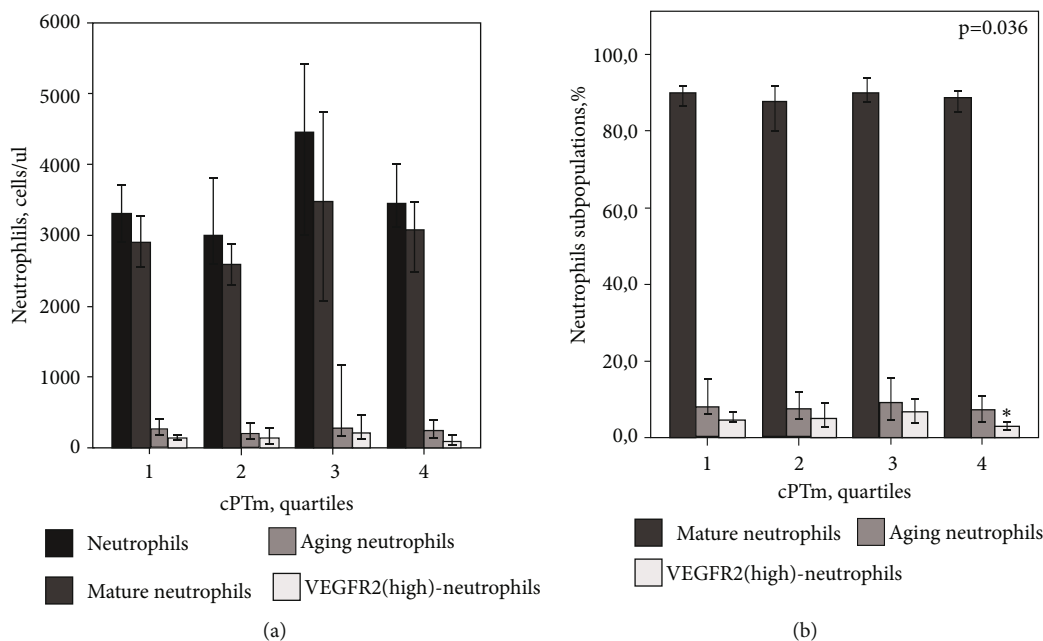 6000
5000
4000
3000
2000
1000
0
Neutrophlils, cells/ul
1 2 3 4
cPTm, quartiles
Neutrophils
Aging neutrophils
Mature neutrophils
VEGFR2(high)-neutrophils
(a)
p=0.036
100,0
80,0
60,0
40,0
20,0
0,0
Neutrophils subpopulations,%
*
1 2 3 4
cPTm, quartiles
Mature neutrophils
Aging neutrophils
VEGFR2(high)-neutrophils
(b)